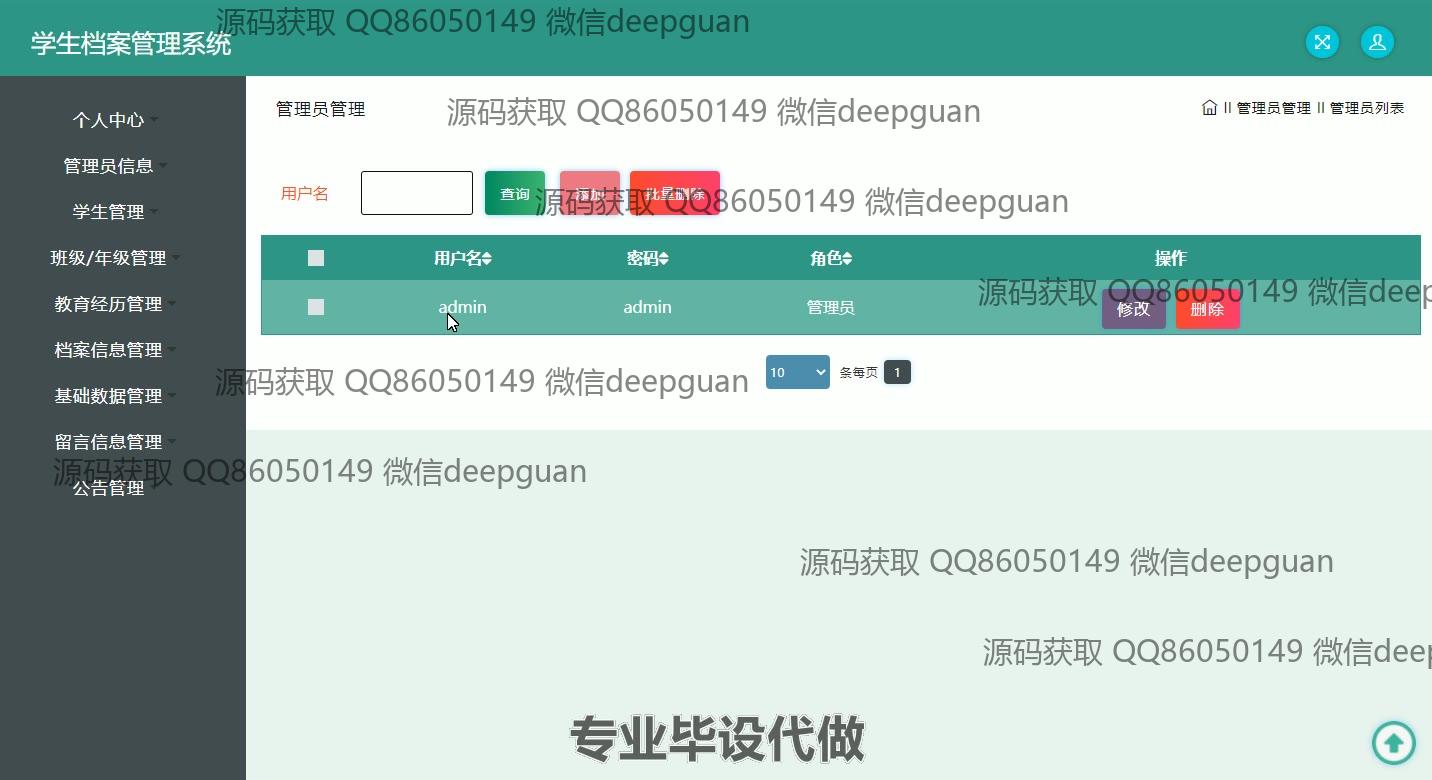 源码获取 QQ86050149 微信deepguan
学生档案管理系统
个人中心
管理员信息
学生管理
班级/年级管理
教育经历管理
档案信息管理
基础数据管理
留言信息管理
公告管理
管理员管理
源码获取 QQ86050149 微信deepguan
II 管理员管理 II 管理员列表
用户名
查询
添加
批量删除
源码获取 QQ86050149 微信deepguan
用户名 密码 角色 操作
admin admin 管理员 修改 删除
源码获取 QQ86050149 微信deep
10 条每页 1
源码获取 QQ86050149 微信deepguan
源码获取 QQ86050149 微信deepguan
源码获取 QQ86050149 微信deepguan
源码获取 QQ86050149 微信deep
专业毕设代做